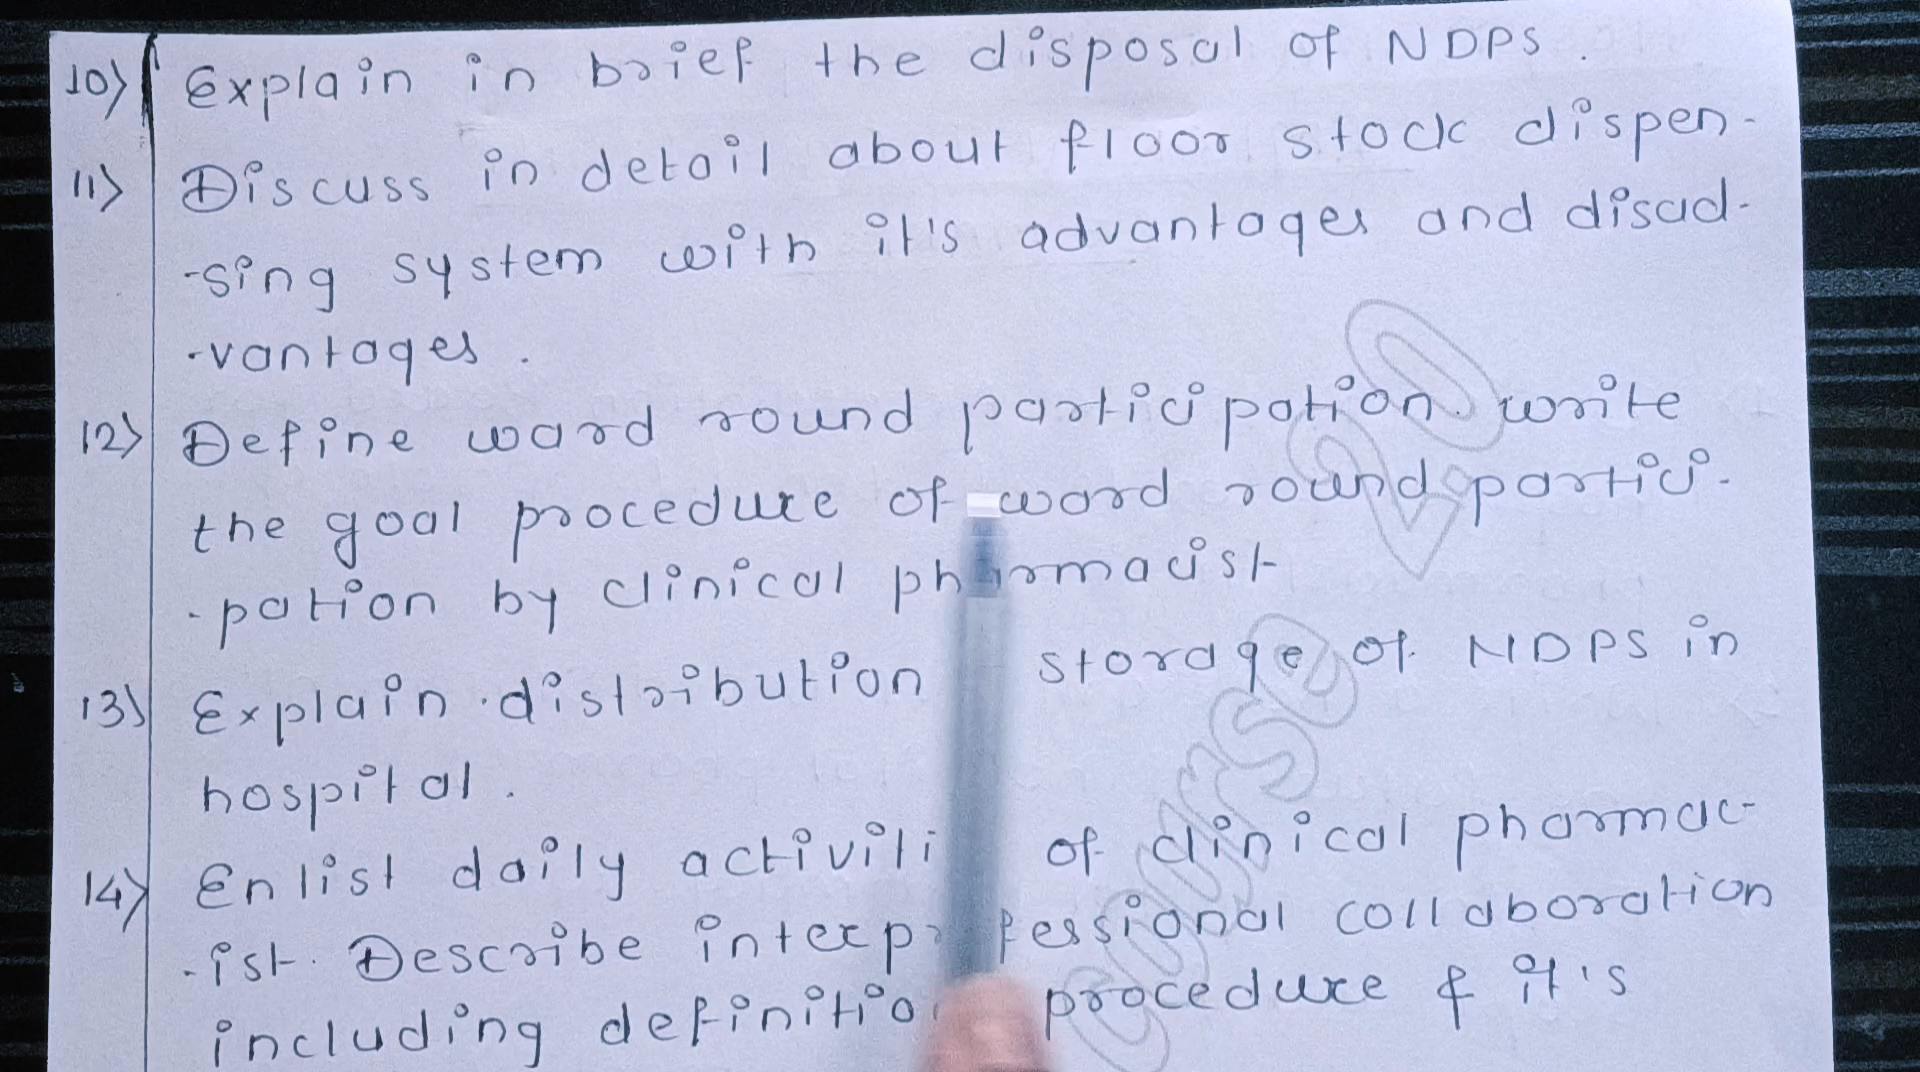 10) Explain in brief the disposal of NDPS.
11) Discuss in detail about floor stock dispen-
-sing system with it's advantages and disad-
-vantages.
12) Define ward round participation. write
the goal procedure of ward round partici-
-pation by clinical pharmacist
13) Explain distribution storage of NDPS in
hospital.
14) Enlist daily of clinical pharmac-
-ist. Describe interprofessional collaboration
including definition procedure & it's